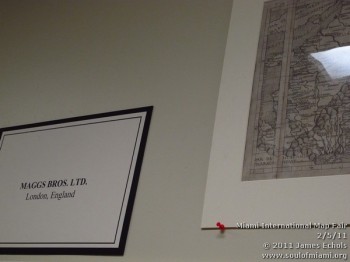 MAGGS BROS. LTD.
London, England
Miami International Map Fair
2/5/11
© 2011 James Echols
www.soulofmiami.org